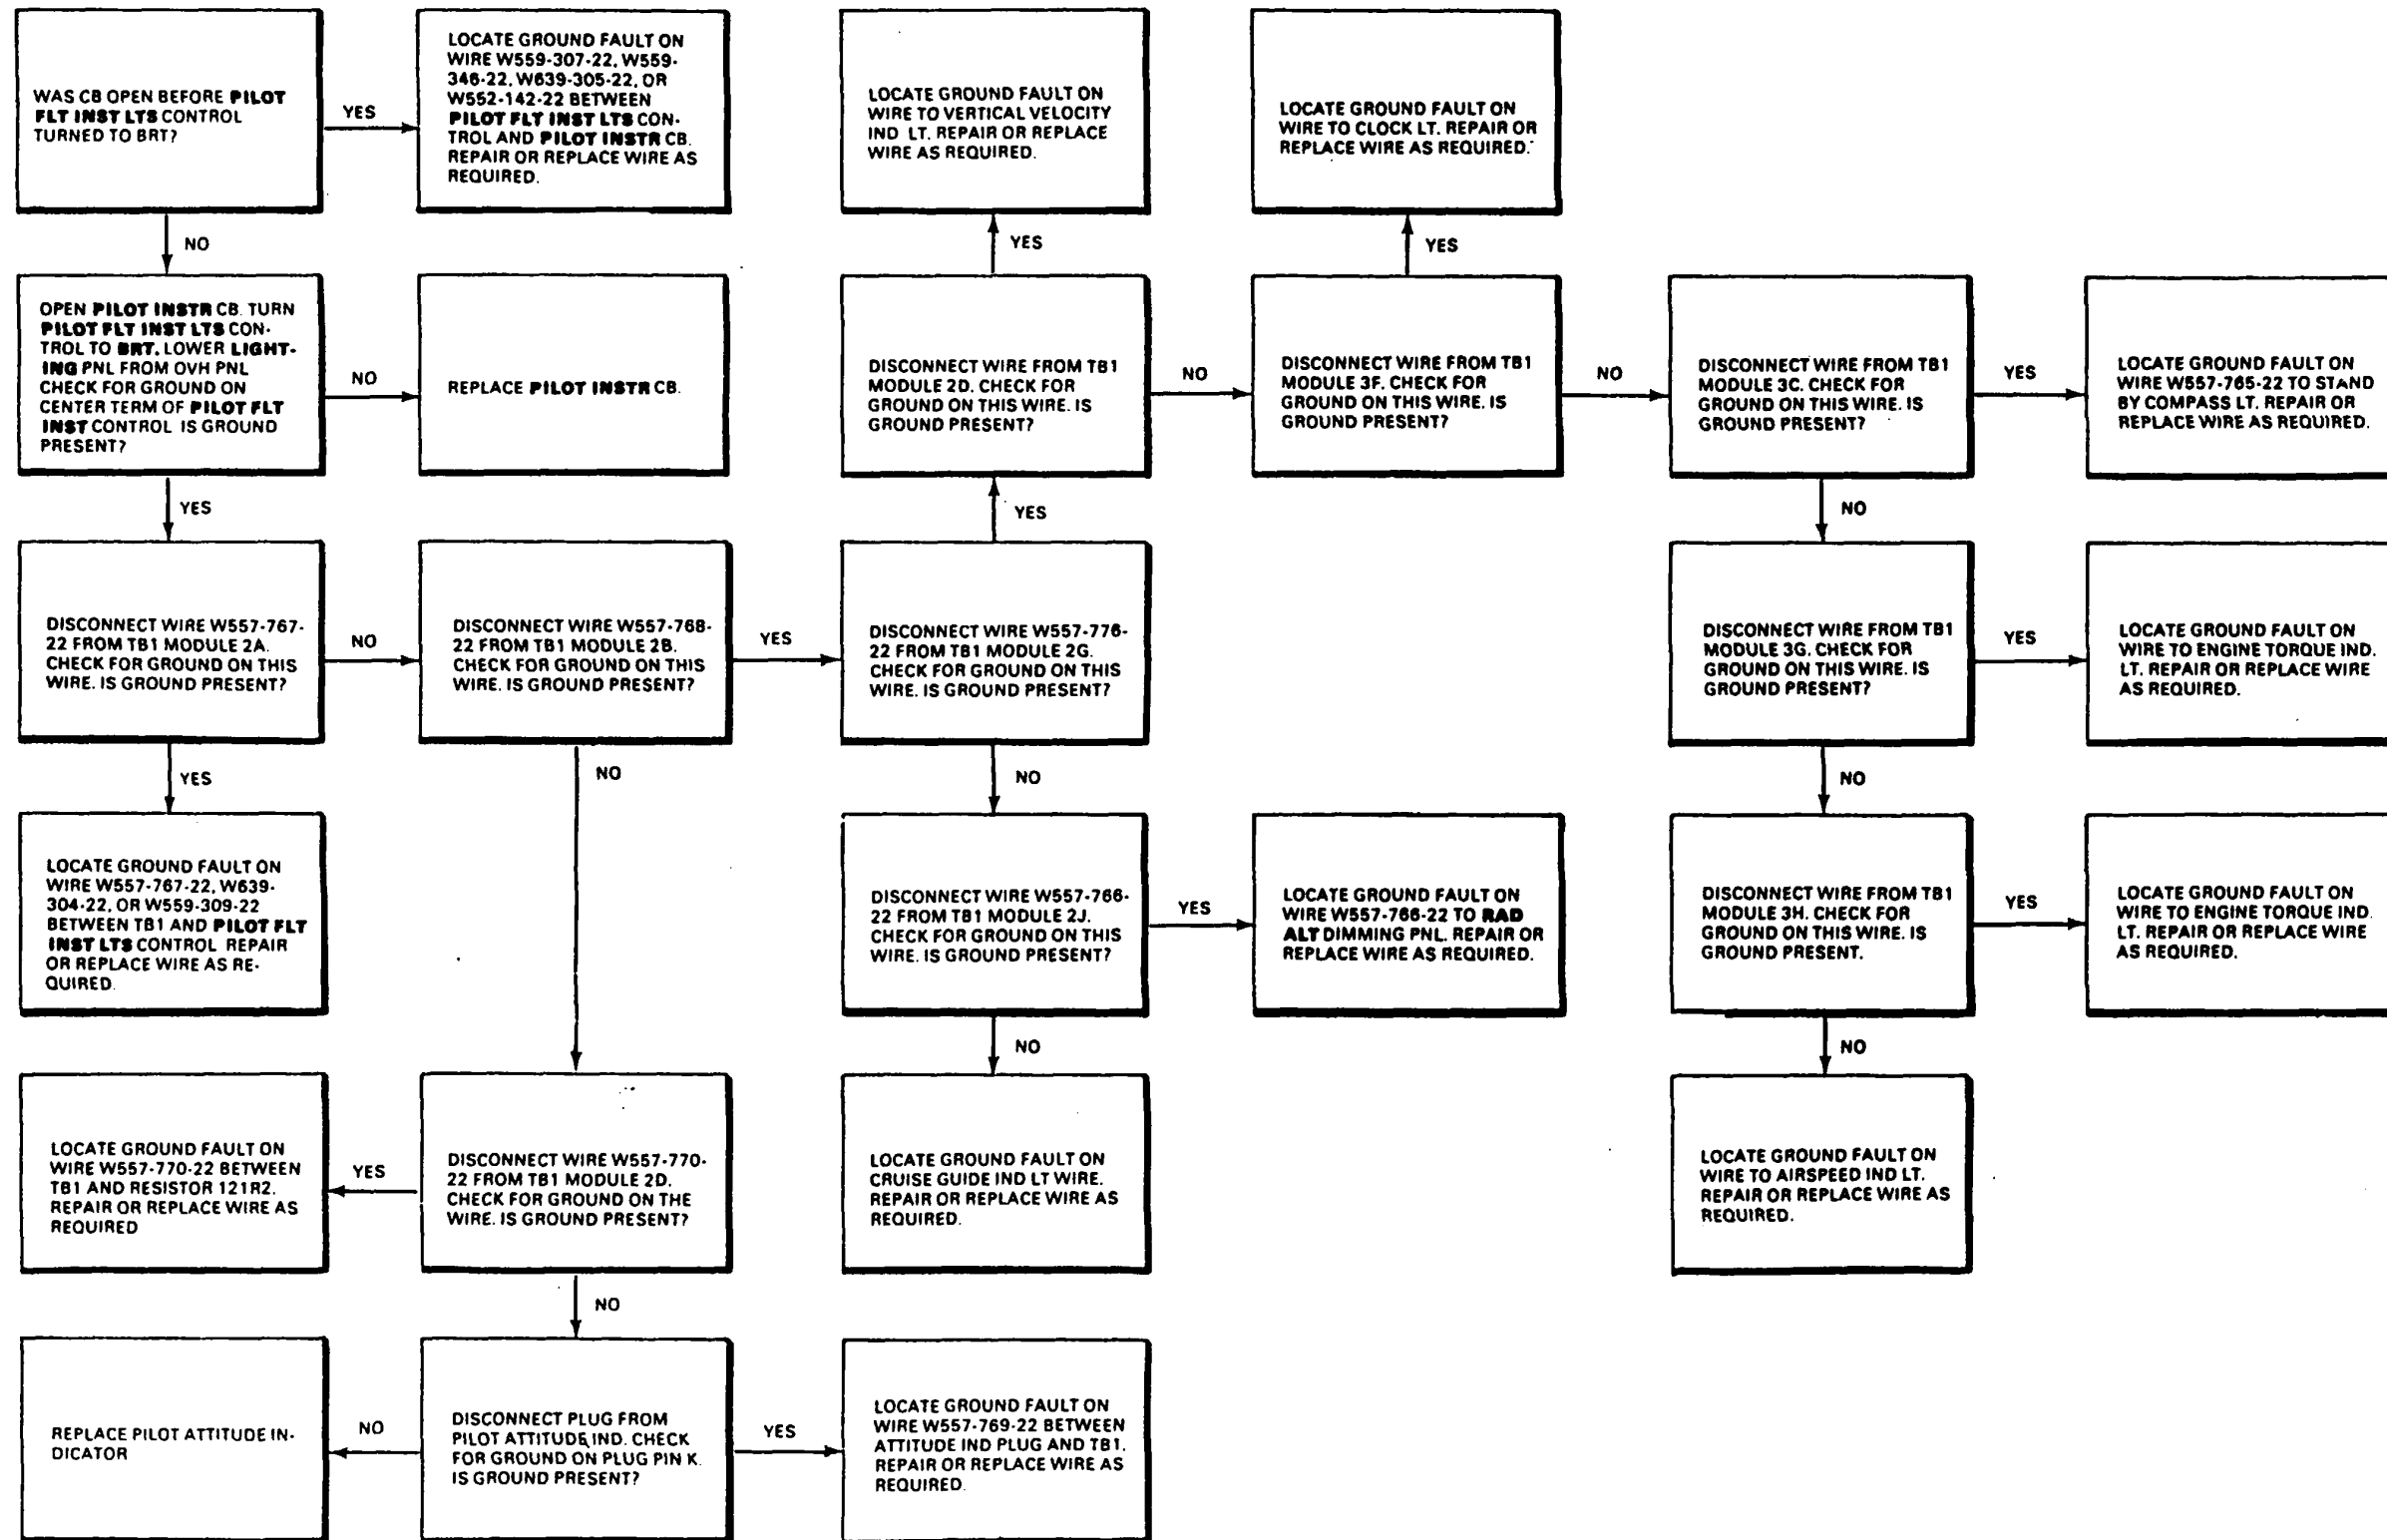 WAS CB OPEN BEFORE PILOT
FLT INST LTS CONTROL
TURNED TO BRT?
YES
LOCATE GROUND FAULT ON
WIRE W559-307-22, W559-
346-22, W639-305-22, OR
W552-142-22 BETWEEN
PILOT FLT INST LTS CON-
TROL AND PILOT INSTR CB.
REPAIR OR REPLACE WIRE AS
REQUIRED.
LOCATE GROUND FAULT ON
WIRE TO VERTICAL VELOCITY
IND LT. REPAIR OR REPLACE
WIRE AS REQUIRED.
LOCATE GROUND FAULT ON
WIRE TO CLOCK LT. REPAIR OR
REPLACE WIRE AS REQUIRED.
NO
YES
YES
OPEN PILOT INSTR CB. TURN
PILOT FLT INST LTS CON-
TROL TO BRT. LOWER LIGHT-
ING PNL FROM OVH PNL
CHECK FOR GROUND ON
CENTER TERM OF PILOT FLT
INST CONTROL IS GROUND
PRESENT?
NO
REPLACE PILOT INSTR CB.
DISCONNECT WIRE FROM TB1
MODULE 2D. CHECK FOR
GROUND ON THIS WIRE. IS
GROUND PRESENT?
NO
DISCONNECT WIRE FROM TB1
MODULE 3F. CHECK FOR
GROUND ON THIS WIRE. IS
GROUND PRESENT?
NO
DISCONNECT WIRE FROM TB1
MODULE 3C. CHECK FOR
GROUND ON THIS WIRE. IS
GROUND PRESENT?
YES
LOCATE GROUND FAULT ON
WIRE W557-765-22 TO STAND
BY COMPASS LT. REPAIR OR
REPLACE WIRE AS REQUIRED.
YES
YES
NO
DISCONNECT WIRE W557-767-
22 FROM TB1 MODULE 2A.
CHECK FOR GROUND ON THIS
WIRE. IS GROUND PRESENT?
NO
DISCONNECT WIRE W557-768-
22 FROM TB1 MODULE 2B.
CHECK FOR GROUND ON THIS
WIRE. IS GROUND PRESENT?
YES
DISCONNECT WIRE W557-776-
22 FROM TB1 MODULE 2G.
CHECK FOR GROUND ON THIS
WIRE. IS GROUND PRESENT?
DISCONNECT WIRE FROM TB1
MODULE 3G. CHECK FOR
GROUND ON THIS WIRE. IS
GROUND PRESENT?
YES
LOCATE GROUND FAULT ON
WIRE TO ENGINE TORQUE IND.
LT. REPAIR OR REPLACE WIRE
AS REQUIRED.
YES
NO
NO
NO
LOCATE GROUND FAULT ON
WIRE W557-767-22, W639-
304-22, OR W559-309-22
BETWEEN TB1 AND PILOT FLT
INST LTS CONTROL REPAIR
OR REPLACE WIRE AS RE-
QUIRED.
DISCONNECT WIRE W557-766-
22 FROM TB1 MODULE 2J.
CHECK FOR GROUND ON THIS
WIRE. IS GROUND PRESENT?
YES
LOCATE GROUND FAULT ON
WIRE W557-766-22 TO RAD
ALT DIMMING PNL. REPAIR OR
REPLACE WIRE AS REQUIRED.
DISCONNECT WIRE FROM TB1
MODULE 3H. CHECK FOR
GROUND ON THIS WIRE. IS
GROUND PRESENT.
YES
LOCATE GROUND FAULT ON
WIRE TO ENGINE TORQUE IND.
LT. REPAIR OR REPLACE WIRE
AS REQUIRED.
NO
NO
LOCATE GROUND FAULT ON
WIRE W557-770-22 BETWEEN
TB1 AND RESISTOR 121R2.
REPAIR OR REPLACE WIRE AS
REQUIRED
YES
DISCONNECT WIRE W557-770-
22 FROM TB1 MODULE 2D.
CHECK FOR GROUND ON THE
WIRE. IS GROUND PRESENT?
LOCATE GROUND FAULT ON
CRUISE GUIDE IND LT WIRE.
REPAIR OR REPLACE WIRE AS
REQUIRED.
LOCATE GROUND FAULT ON
WIRE TO AIRSPEED IND LT.
REPAIR OR REPLACE WIRE AS
REQUIRED.
NO
REPLACE PILOT ATTITUDE IN-
DICATOR
NO
DISCONNECT PLUG FROM
PILOT ATTITUDE IND. CHECK
FOR GROUND ON PLUG PIN K.
IS GROUND PRESENT?
YES
LOCATE GROUND FAULT ON
WIRE W557-769-22 BETWEEN
ATTITUDE IND PLUG AND TB1.
REPAIR OR REPLACE WIRE AS
REQUIRED.